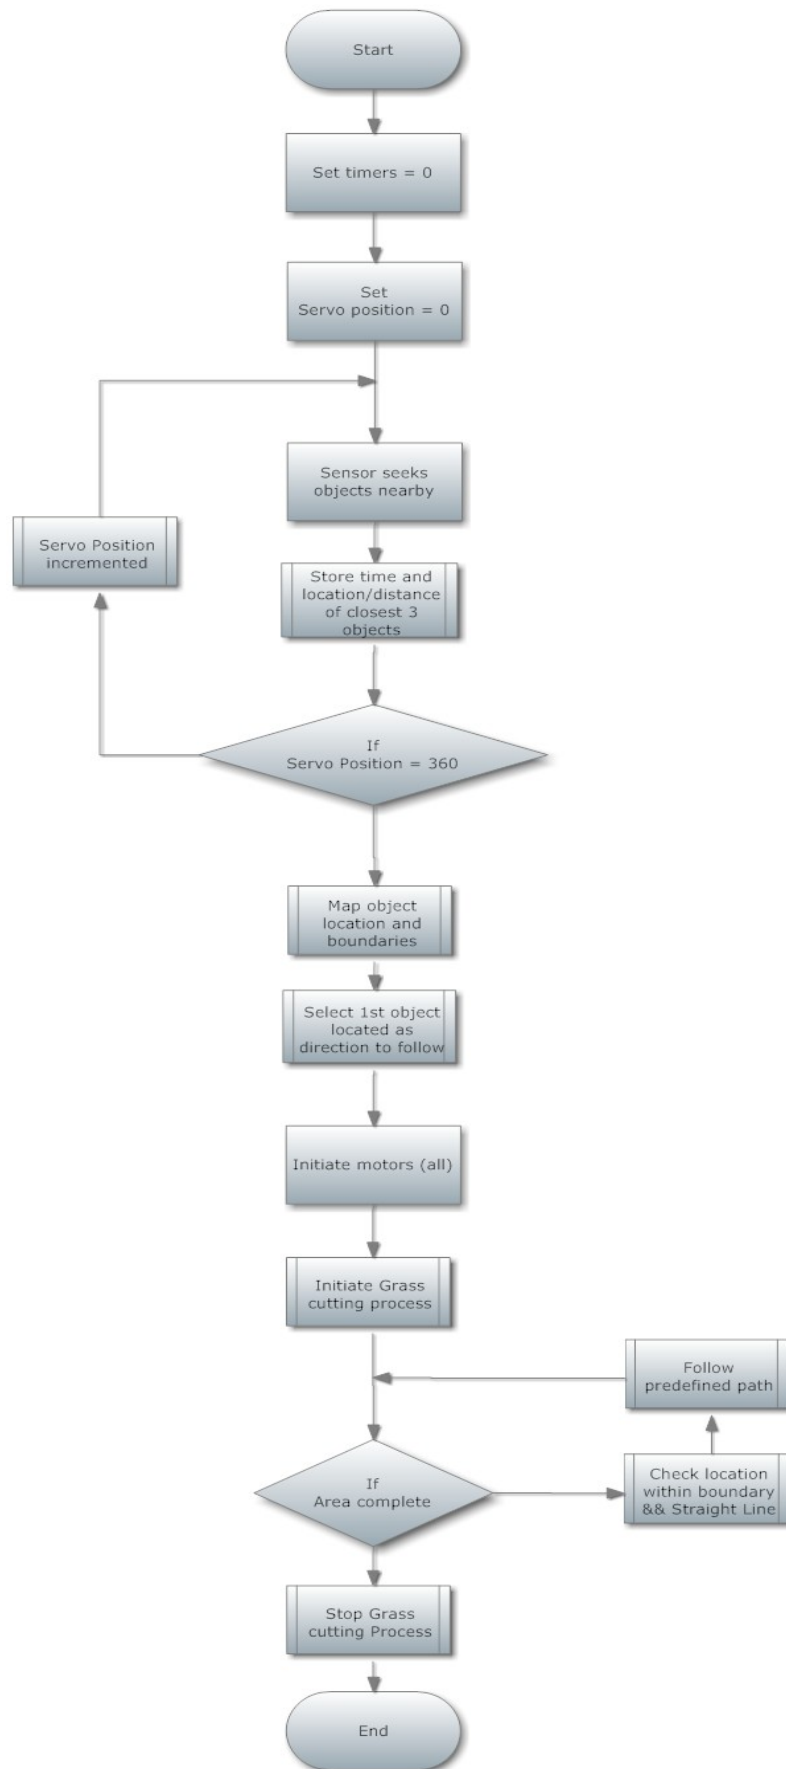 Start
Set timers = 0
Set
Servo position = 0
Sensor seeks
objects nearby
Servo Position
incremented
Store time and
location/distance
of closest 3
objects
If
Servo Position = 360
Map object
location and
boundaries
Select 1st object
located as
direction to follow
Initiate motors (all)
Initiate Grass
cutting process
Follow
predefined path
If
Area complete
Check location
within boundary
&& Straight Line
Stop Grass
cutting Process
End